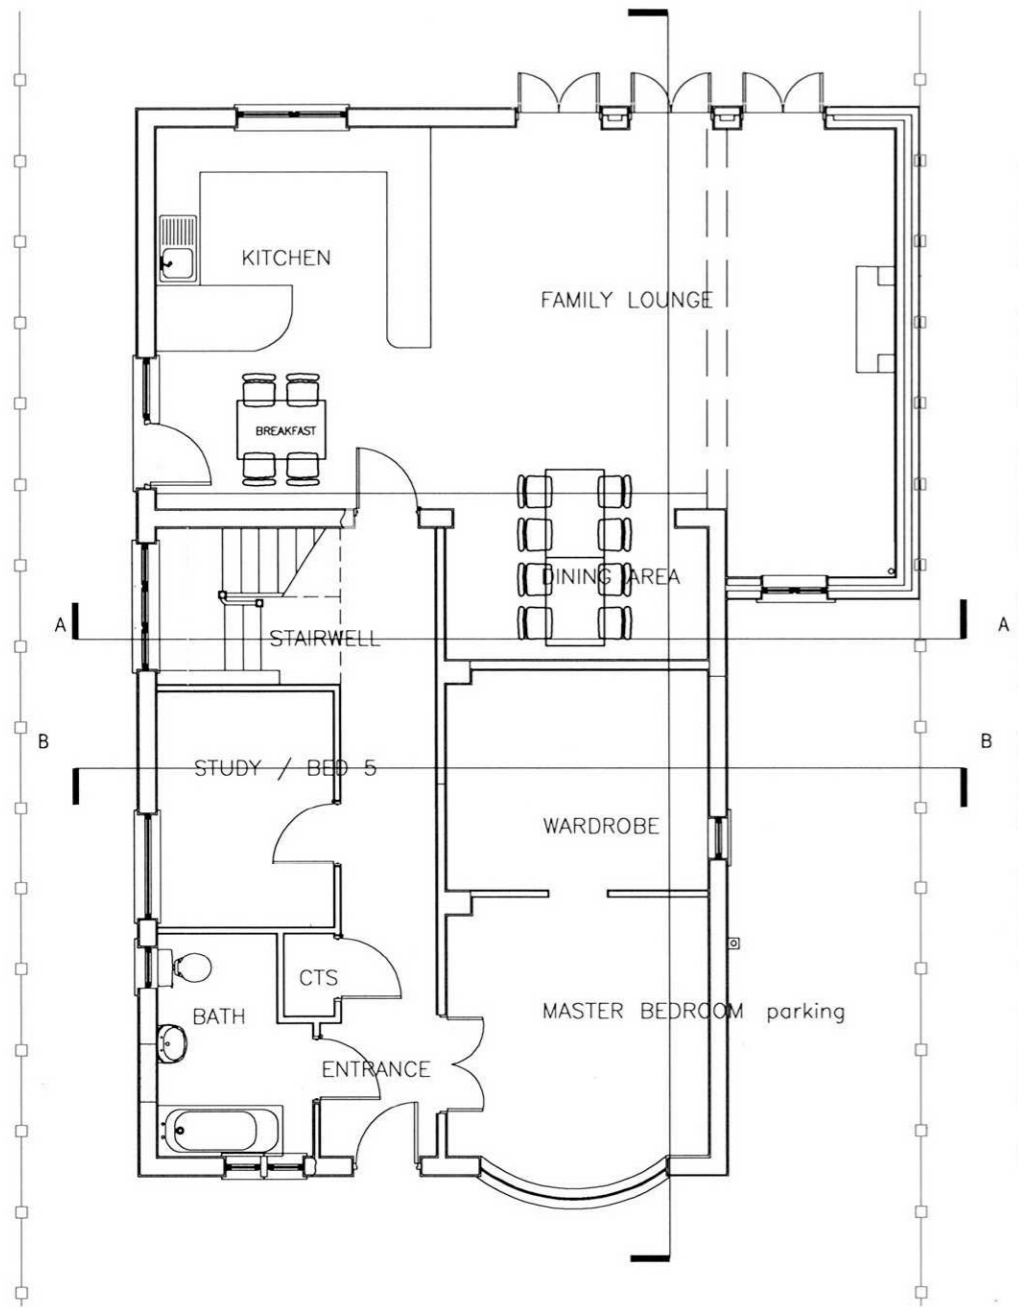 KITCHEN
FAMILY LOUNGE
BREAKFAST
DINING AREA
A
A
STAIRWELL
B
B
STUDY / BED 5
WARDROBE
CTS
BATH
MASTER BEDROOM parking
ENTRANCE